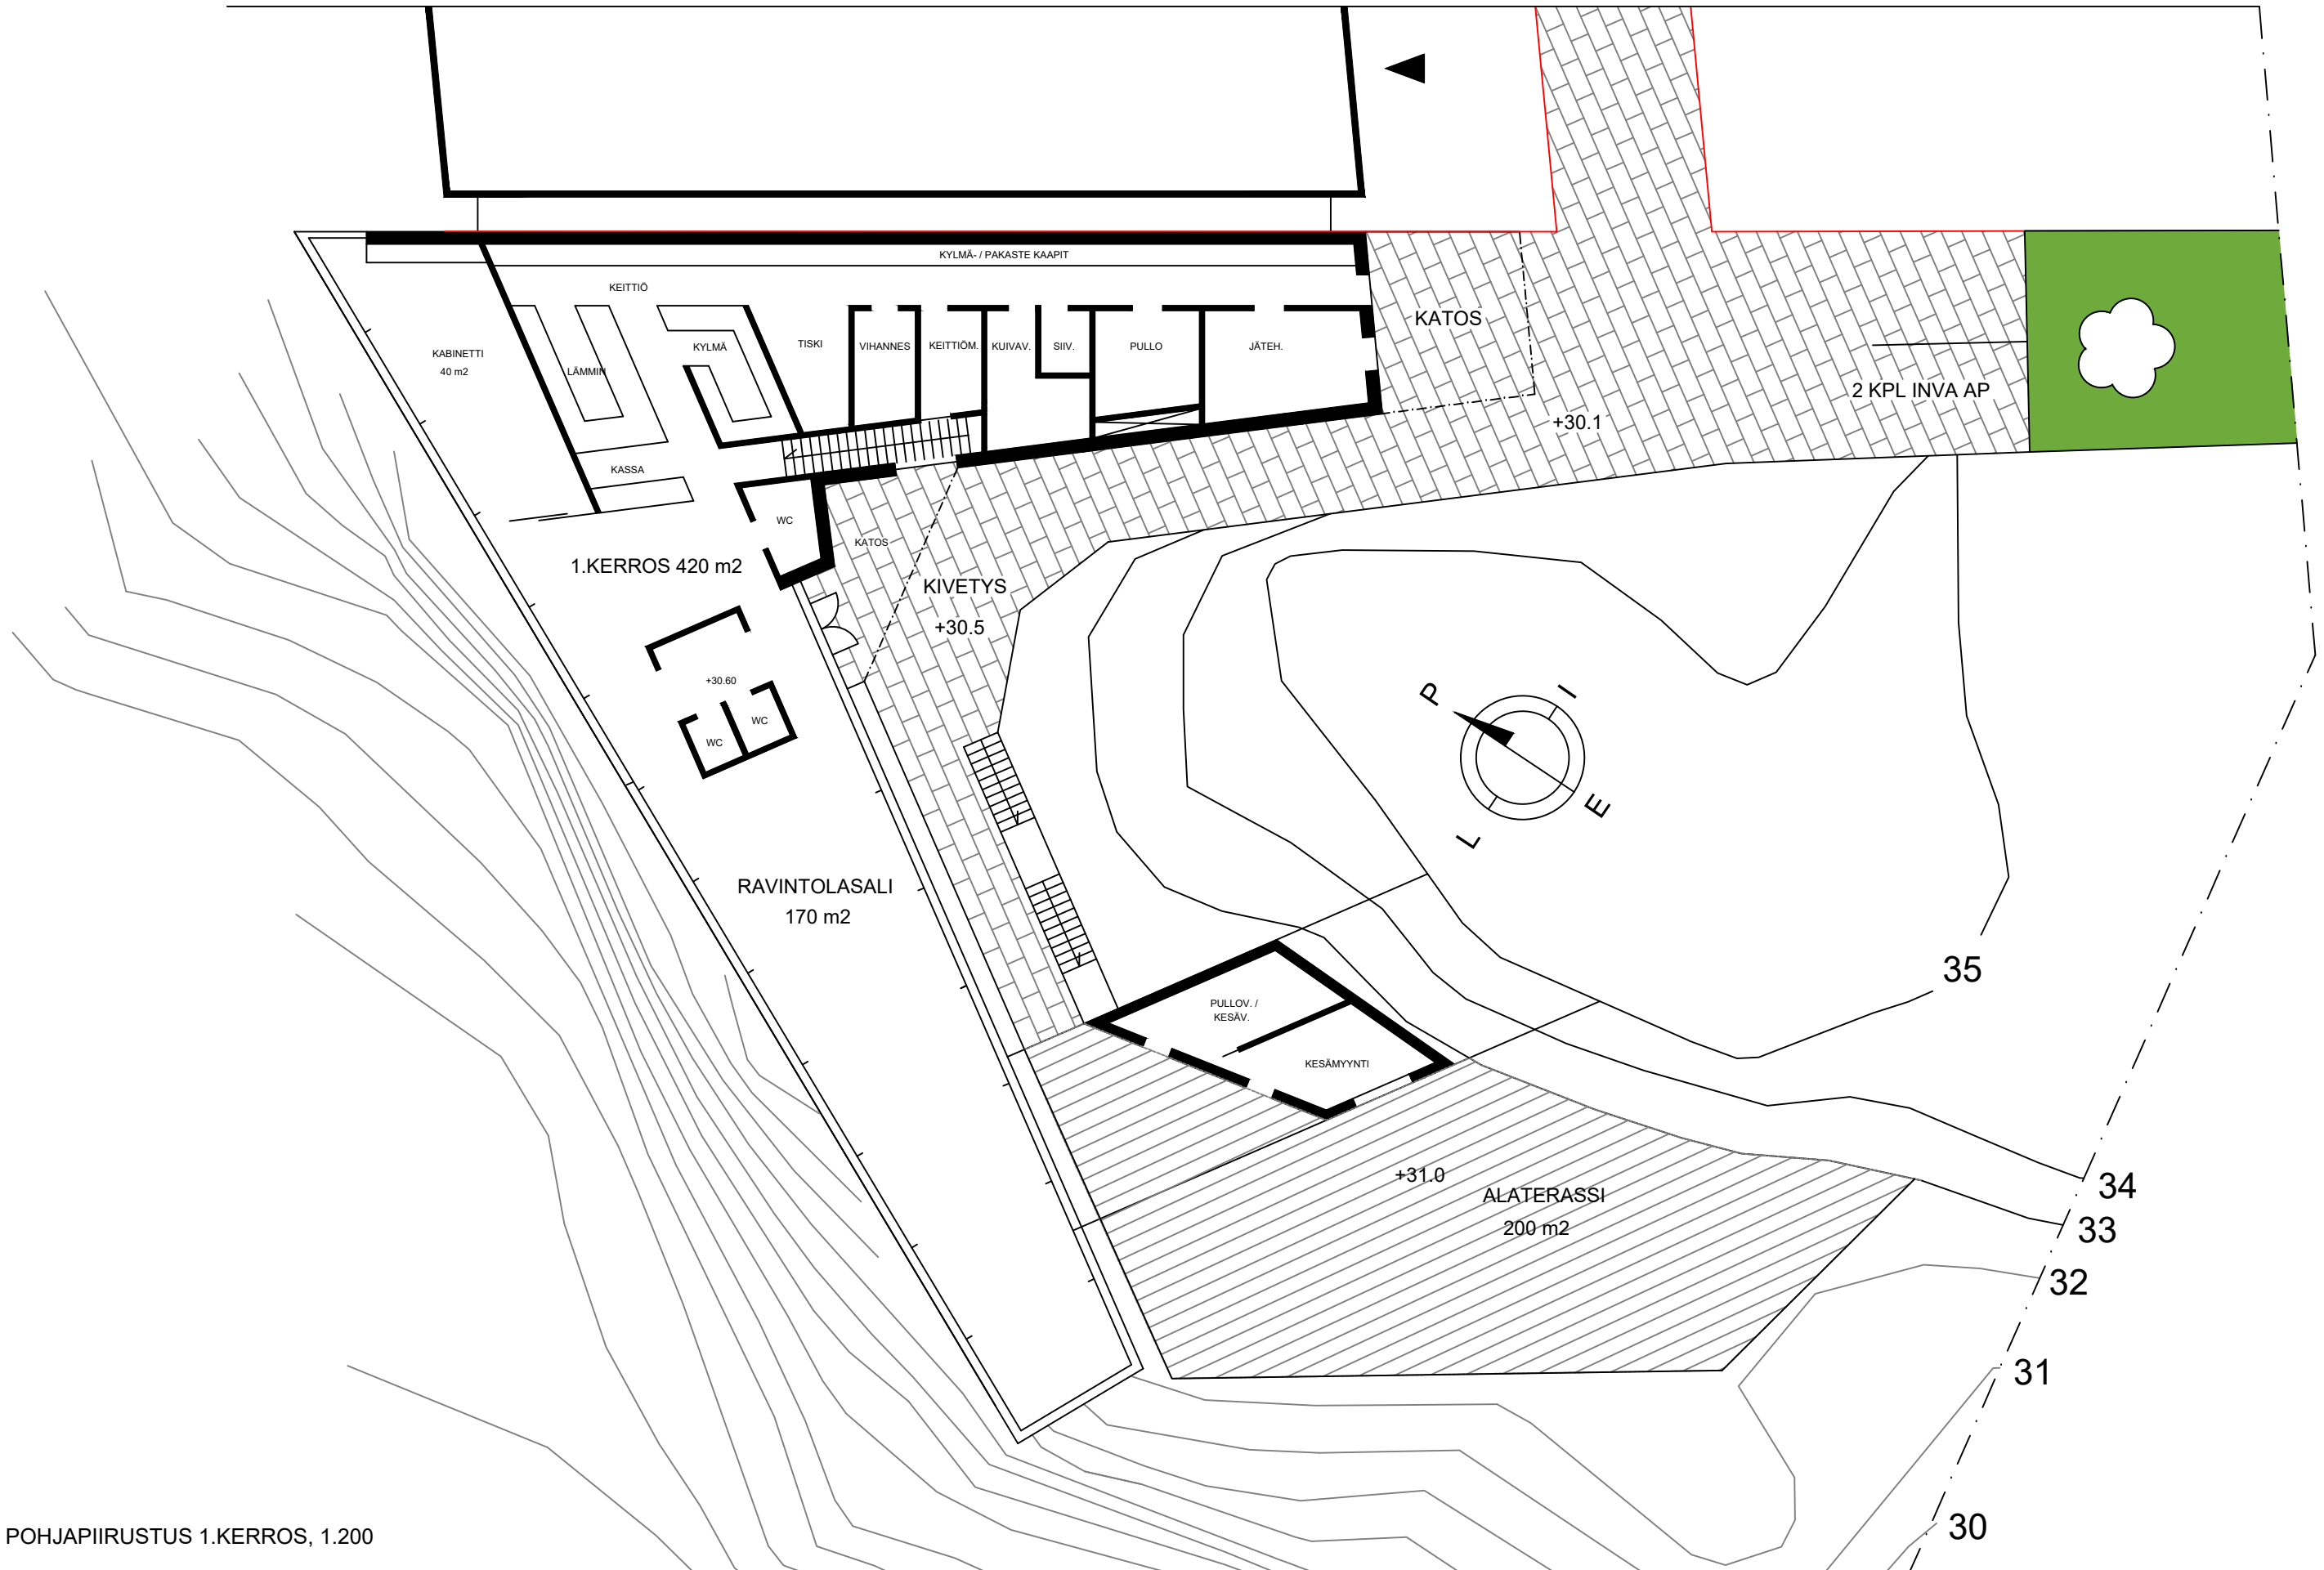 KYLMÄ- / PAKASTE KAAPIT
KEITTIÖ
KATOS
KABINETTI
40 m2
LÄMMIN
KYLMÄ
TISKI
VIHANNES
KEITTIÖM.
KUIVAV.
SIIV.
PULLO
JÄTEH.
2 KPL INVA AP
+30.1
KASSA
WC
KATOS
1.KERROS 420 m2
KIVETYS
+30.5
+30.60
WC
WC
P
I
L
E
RAVINTOLASALI
170 m2
35
PULLOV. /
KESÄV.
KESÄMYYNTI
+31.0
ALATERASSI
200 m2
34
33
32
31
30
POHJAPIIRUSTUS 1.KERROS, 1.200